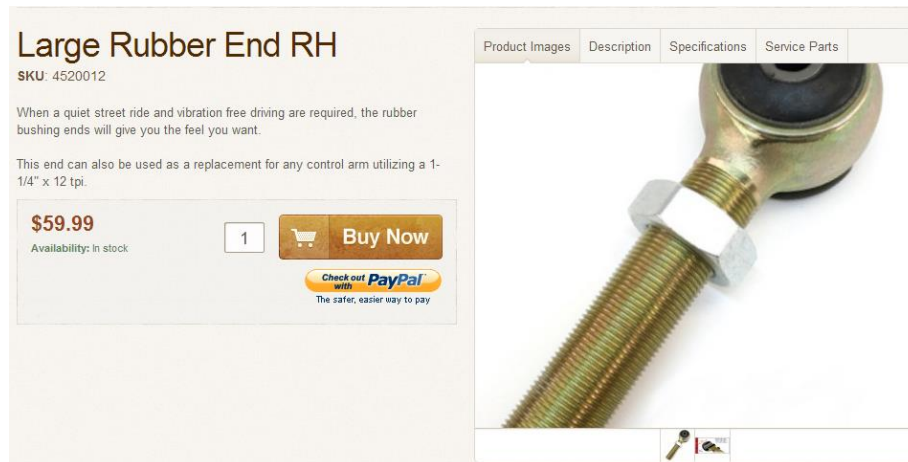 Large Rubber End RH
SKU: 4520012
When a quiet street ride and vibration free driving are required, the rubber
bushing ends will give you the feel you want.
This end can also be used as a replacement for any control arm utilizing a 1-
1/4" x 12 tpi.
$59.99
Availability: In stock
1
Buy Now
Check out
with PayPal
The safer, easier way to pay
Product Images
Description
Specifications
Service Parts